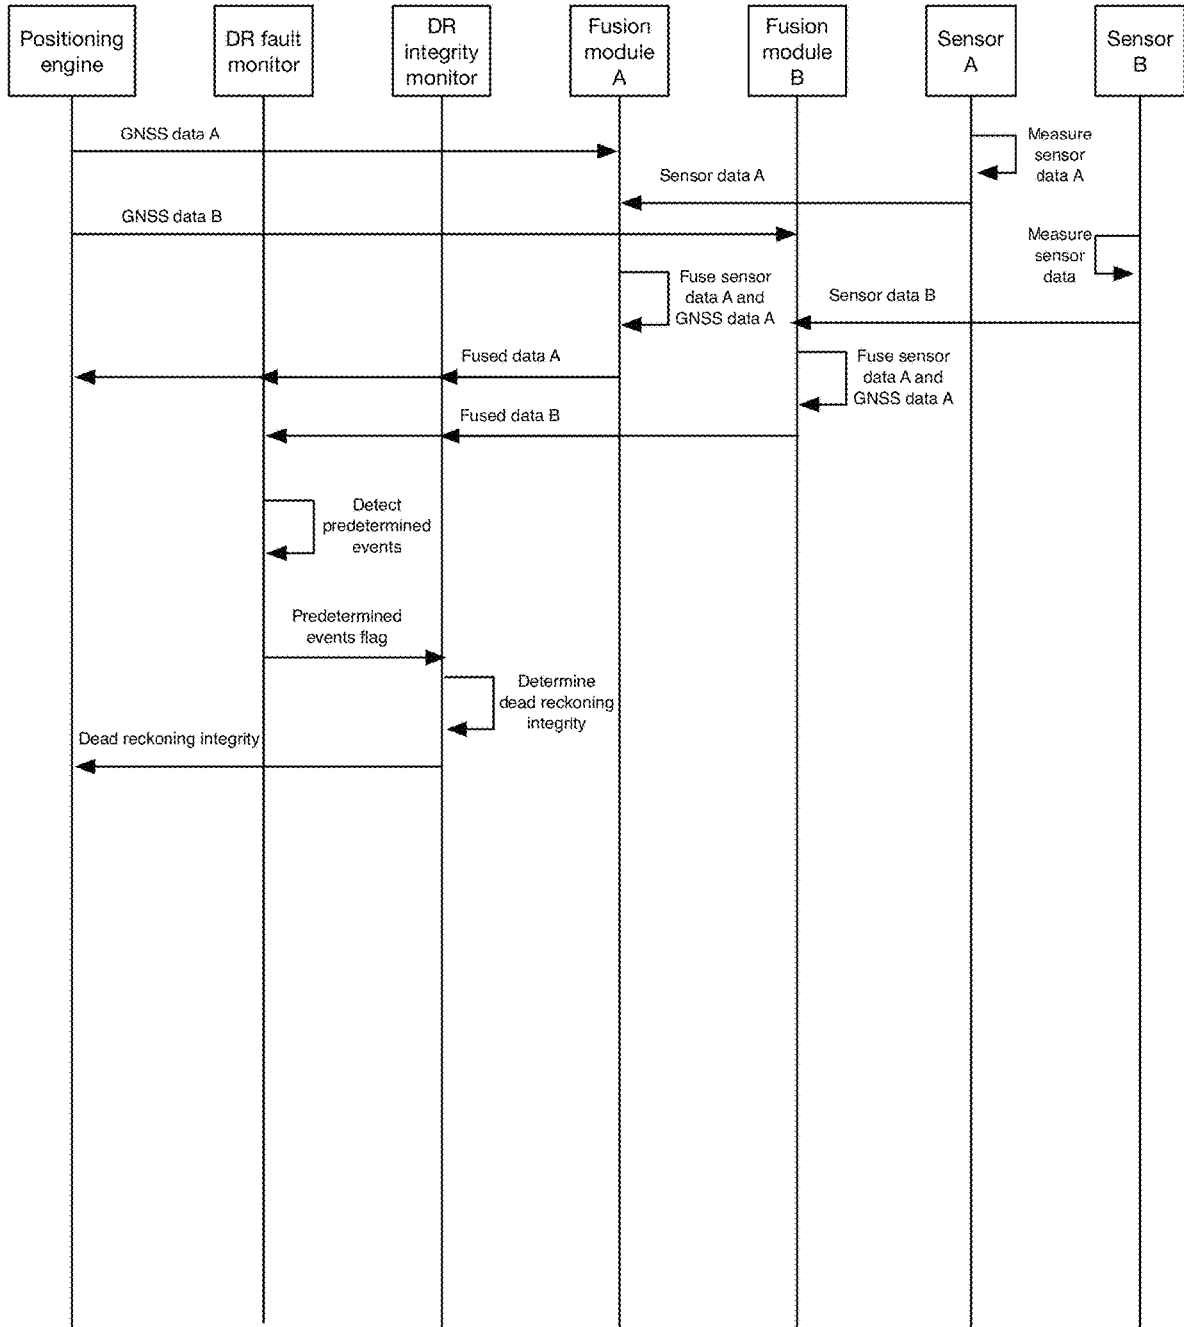 Positioning
engine
DR fault
monitor
DR
integrity
monitor
Fusion
module
A
Fusion
module
B
Sensor
A
Sensor
B
GNSS data A
Measure
sensor
data A
Sensor data A
GNSS data B
Measure
sensor
data
Fuse sensor
data A and
GNSS data A
Sensor data B
Fused data A
Fuse sensor
data A and
GNSS data A
Fused data B
Detect
predetermined
events
Predetermined
events flag
Determine
dead reckoning
integrity
Dead reckoning integrity